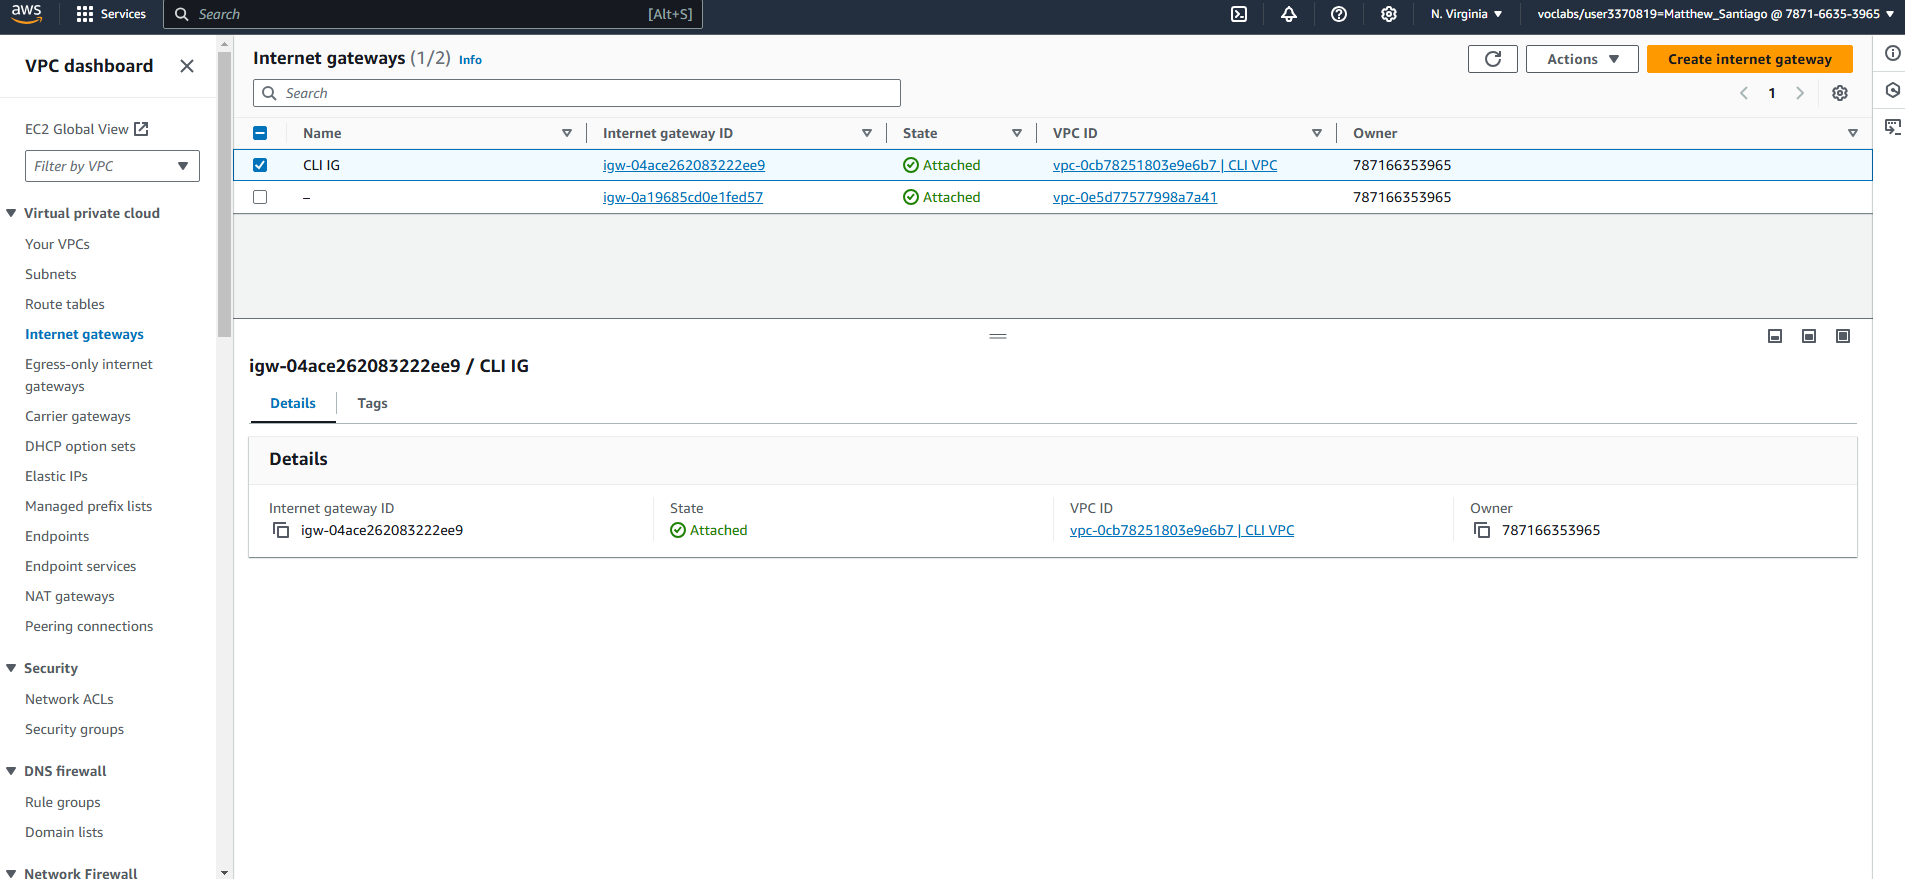 aws Services Search [Alt+S] N. Virginia voclabs/user3370819=Matthew_Santiago @ 7871-6635-3965
VPC dashboard
EC2 Global View
Filter by VPC
Virtual private cloud
Your VPCs
Subnets
Route tables
Internet gateways
Egress-only internet
gateways
Carrier gateways
DHCP option sets
Elastic IPs
Managed prefix lists
Endpoints
Endpoint services
NAT gateways
Peering connections
Security
Network ACLs
Security groups
DNS firewall
Rule groups
Domain lists
Network Firewall
Internet gateways (1/2) Info
Actions
Create internet gateway
Search
1
Name Internet gateway ID State VPC ID Owner
CLI IG igw-04ace262083222ee9 Attached vpc-0cb78251803e9e6b7 | CLI VPC 787166353965
– igw-0a19685cd0e1fed57 Attached vpc-0e5d77577998a7a41 787166353965
igw-04ace262083222ee9 / CLI IG
Details Tags
Details
Internet gateway ID State VPC ID Owner
igw-04ace262083222ee9 Attached vpc-0cb78251803e9e6b7 | CLI VPC 787166353965